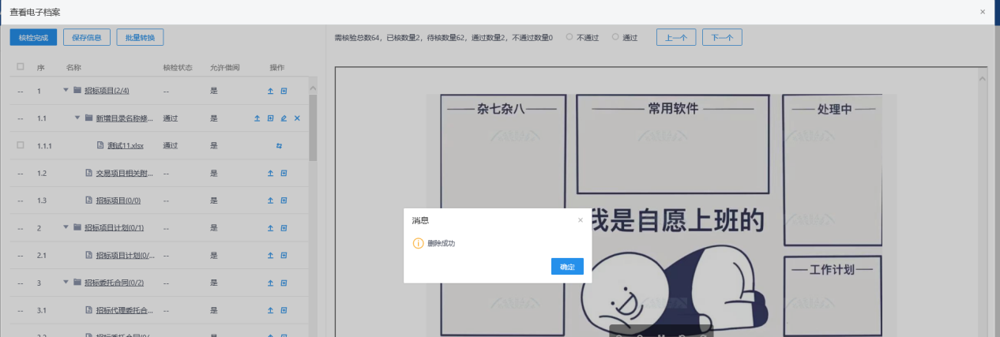 查看电子档案
核检完成 保存信息 批量转换
需核验总数64，已核数量2，待核数量62，通过数量2，不通过数量0 不通过 通过 上一个 下一个
序 名称 核检状态 允许借阅 操作
-- 1 招标项目(2/4) -- 是
-- 1.1 新增目录名称修... 通过 是
1.1.1 测试11.xlsx 通过 是
-- 1.2 交易项目相关附... -- 是
-- 1.3 招标项目(0/0) -- 是
-- 2 招标项目计划(0/1) -- 是
-- 2.1 招标项目计划(0/... -- 是
-- 3 招标委托合同(0/2) -- 是
-- 3.1 招标代理委托合... -- 是
杂七杂八
常用软件
处理中
我是自愿上班的
工作计划
消息
删除成功
确定